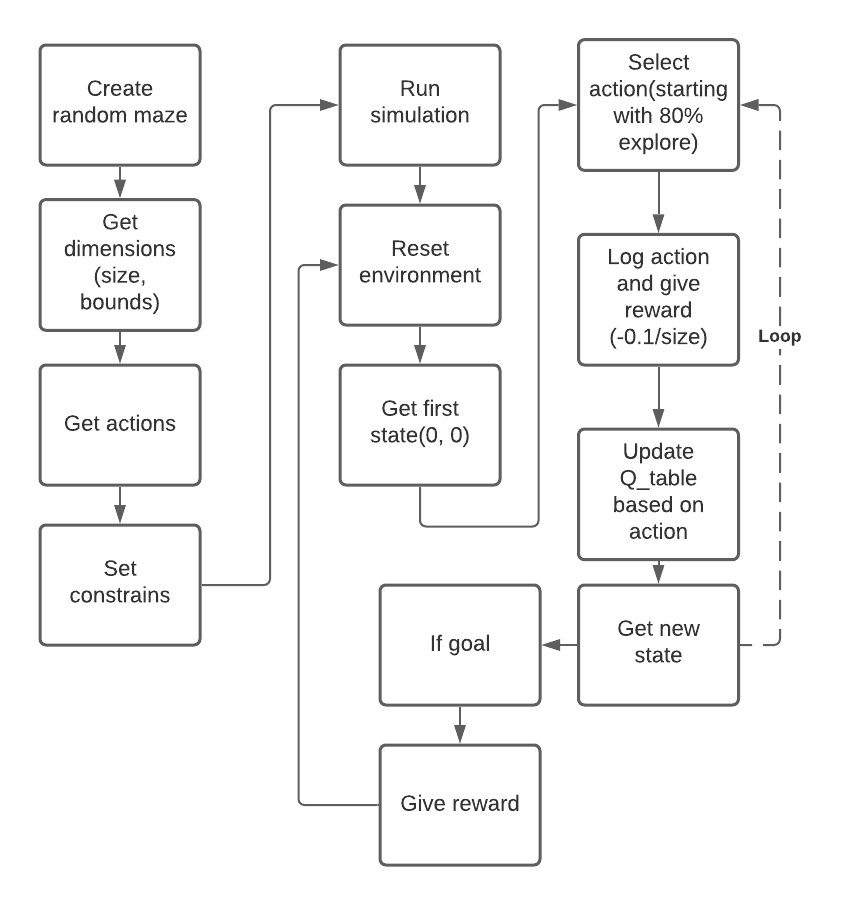 Create
random maze
Get
dimensions
(size,
bounds)
Get actions
Set
constrains
Run
simulation
Reset
environment
Get first
state(0, 0)
Select
action(starting
with 80%
explore)
Log action
and give
reward
(-0.1/size)
Update
Q_table
based on
action
Get new
state
Loop
If goal
Give reward